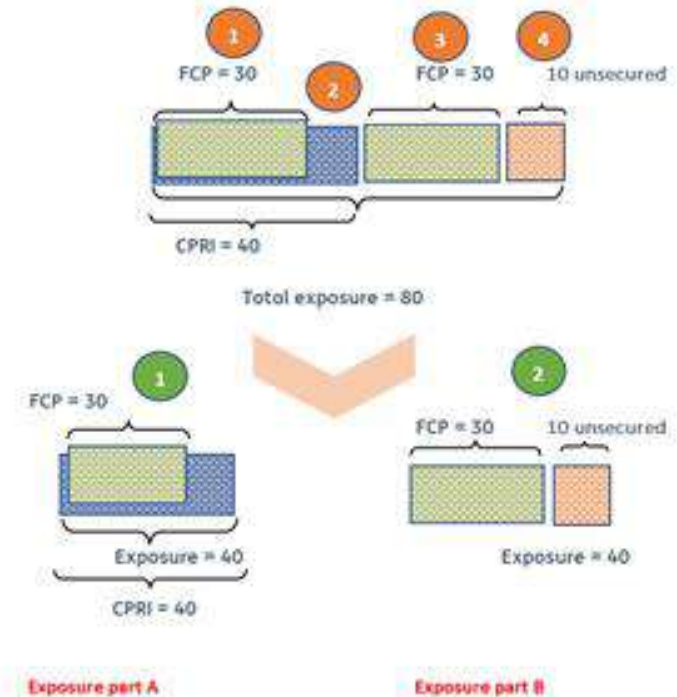 1
3
4
FCP = 30
FCP = 30
10 unsecured
2
CPRI = 40
Total exposure = 80
1
2
FCP = 30
FCP = 30
10 unsecured
Exposure = 40
Exposure = 40
CPRI = 40
Exposure part A
Exposure part B